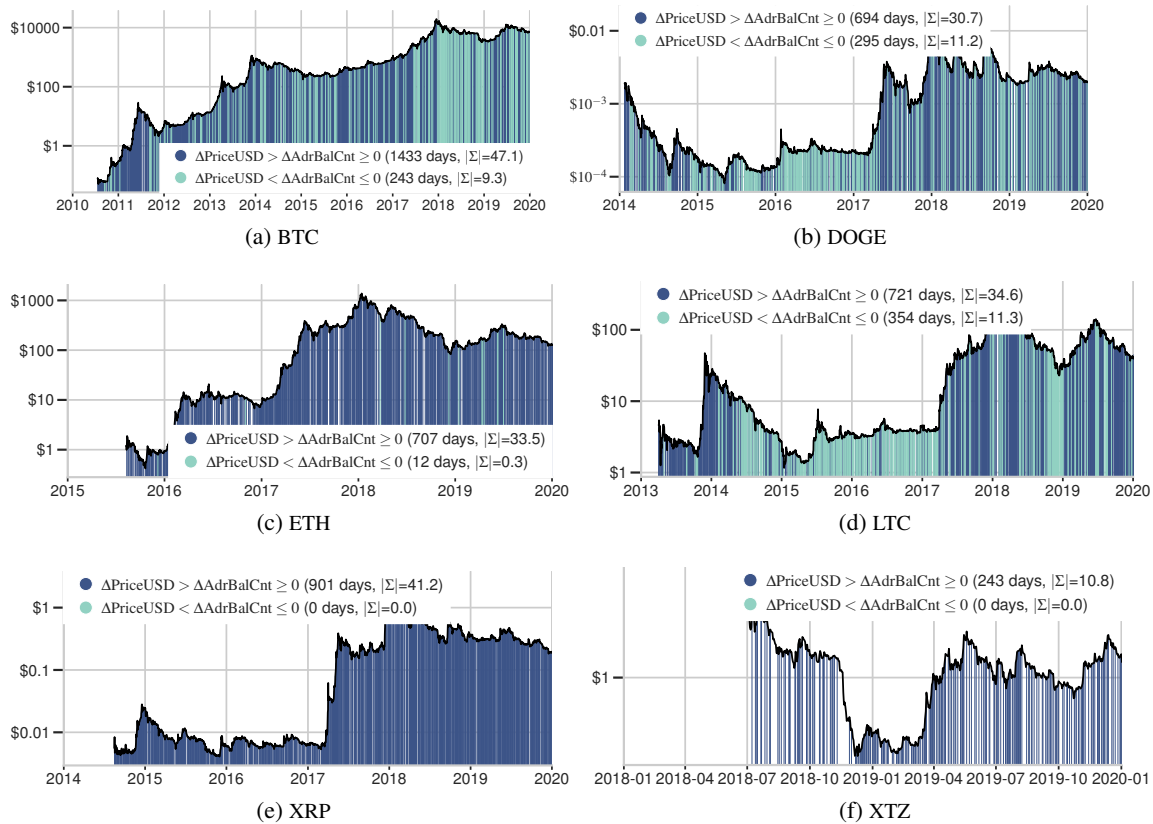 $10000
$100
$1
ΔPriceUSD > ΔAdrBalCnt ≥ 0 (1433 days, |Σ|=47.1)
ΔPriceUSD < ΔAdrBalCnt ≤ 0 (243 days, |Σ|=9.3)
2010 2011 2012 2013 2014 2015 2016 2017 2018 2019 2020
(a) BTC
ΔPriceUSD > ΔAdrBalCnt ≥ 0 (694 days, |Σ|=30.7)
ΔPriceUSD < ΔAdrBalCnt ≤ 0 (295 days, |Σ|=11.2)
$0.01
$10⁻³
$10⁻⁴
2014 2015 2016 2017 2018 2019 2020
(b) DOGE
$1000
$100
$10
$1
ΔPriceUSD > ΔAdrBalCnt ≥ 0 (707 days, |Σ|=33.5)
ΔPriceUSD < ΔAdrBalCnt ≤ 0 (12 days, |Σ|=0.3)
2015 2016 2017 2018 2019 2020
(c) ETH
ΔPriceUSD > ΔAdrBalCnt ≥ 0 (721 days, |Σ|=34.6)
ΔPriceUSD < ΔAdrBalCnt ≤ 0 (354 days, |Σ|=11.3)
$100
$10
$1
2013 2014 2015 2016 2017 2018 2019 2020
(d) LTC
ΔPriceUSD > ΔAdrBalCnt ≥ 0 (901 days, |Σ|=41.2)
ΔPriceUSD < ΔAdrBalCnt ≤ 0 (0 days, |Σ|=0.0)
$1
$0.1
$0.01
2014 2015 2016 2017 2018 2019 2020
(e) XRP
ΔPriceUSD > ΔAdrBalCnt ≥ 0 (243 days, |Σ|=10.8)
ΔPriceUSD < ΔAdrBalCnt ≤ 0 (0 days, |Σ|=0.0)
$1
2018-01 2018-04 2018-07 2018-10 2019-01 2019-04 2019-07 2019-10 2020-01
(f) XTZ